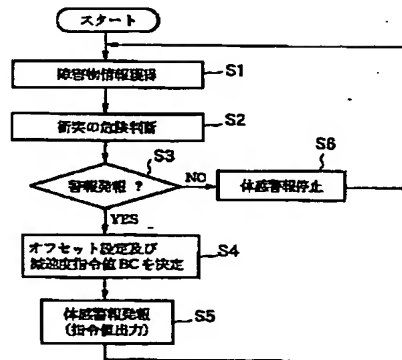 スタート
障害物情報獲得
S1
衝突の危険判断
S2
S3
警報発報 ?
NO
S6
体感警報停止
YES
オフセット設定及び
減速度指令値BCを決定
S4
体感警報発報
(指令値出力)
S5